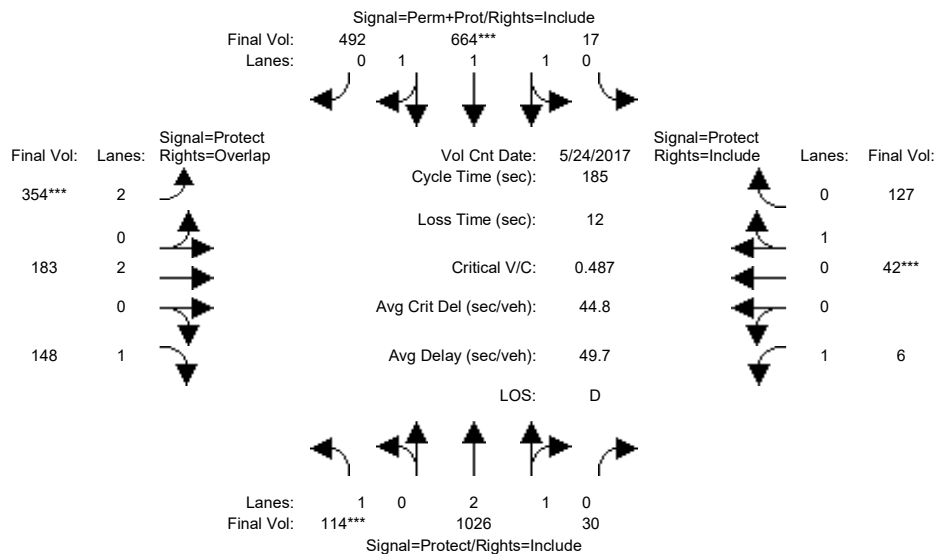 Signal=Perm+Prot/Rights=Include
Final Vol: 492 664*** 17
Lanes: 0 1 1 1 0
Signal=Protect
Final Vol: Lanes: Rights=Overlap
Vol Cnt Date: 5/24/2017
Signal=Protect
Rights=Include Lanes: Final Vol:
Cycle Time (sec): 185
354*** 2
0 127
Loss Time (sec): 12
0
1
183 2
Critical V/C: 0.487
0 42***
0
Avg Crit Del (sec/veh): 44.8
0
148 1
Avg Delay (sec/veh): 49.7
1 6
LOS: D
Lanes: 1 0 2 1 0
Final Vol: 114*** 1026 30
Signal=Protect/Rights=Include